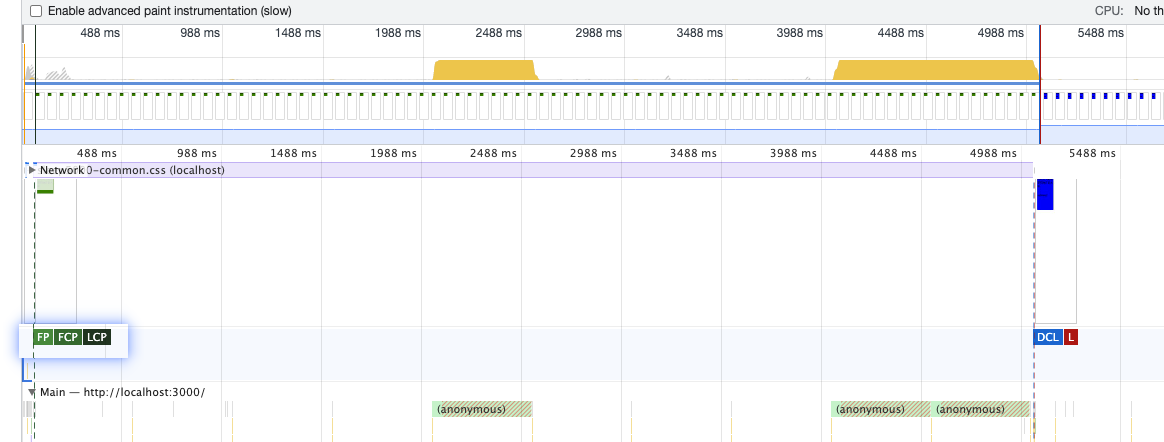 Enable advanced paint instrumentation (slow)
CPU: No th
488 ms 988 ms 1488 ms 1988 ms 2488 ms 2988 ms 3488 ms 3988 ms 4488 ms 4988 ms 5488 ms
488 ms 988 ms 1488 ms 1988 ms 2488 ms 2988 ms 3488 ms 3988 ms 4488 ms 4988 ms 5488 ms
Network 0-common.css (localhost)
FP FCP LCP DCL L
Main — http://localhost:3000/
(anonymous) (anonymous) (anonymous)